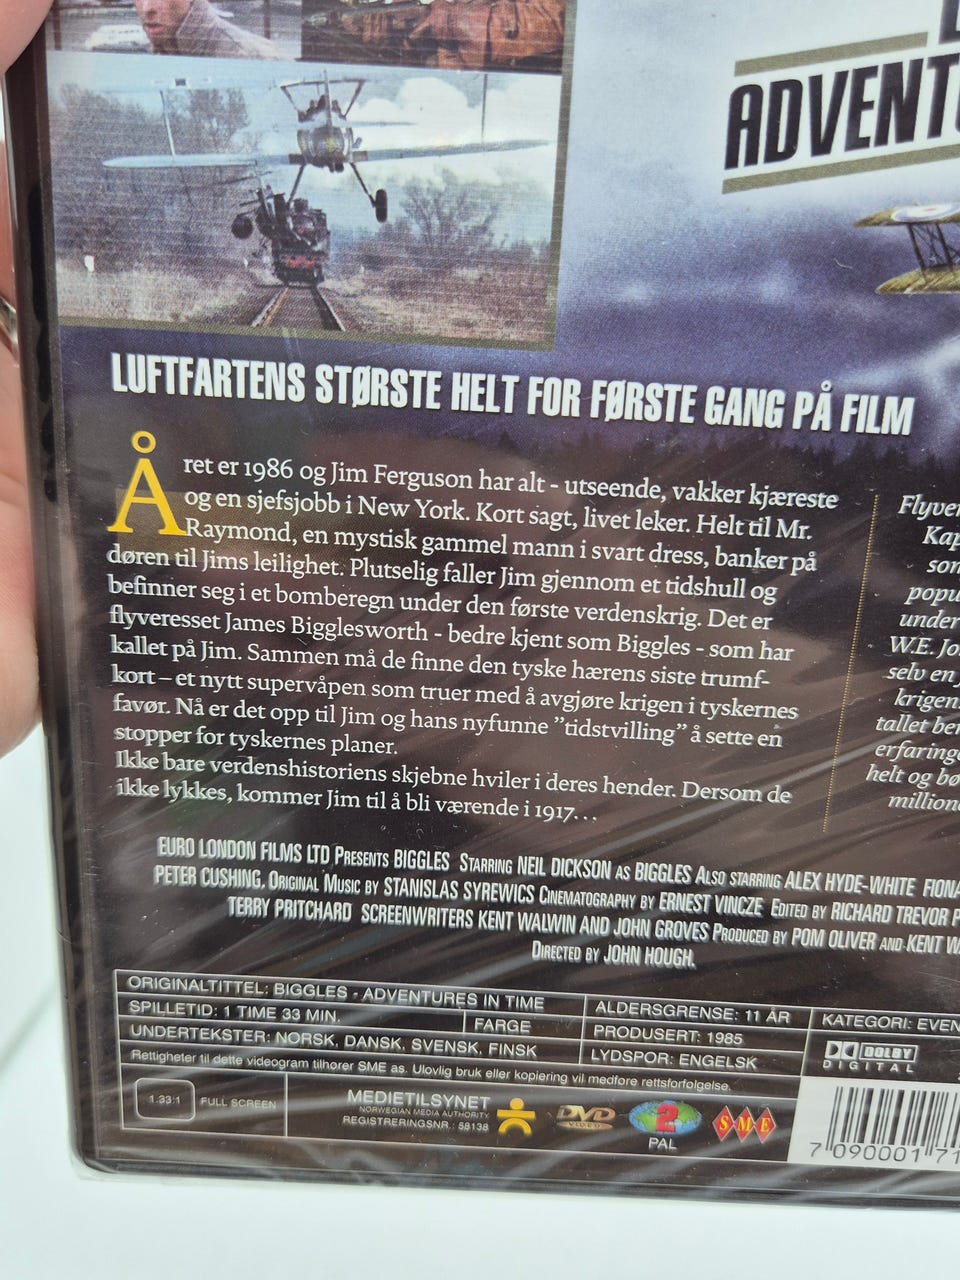 ADVENT
LUFTFARTENS STØRSTE HELT FOR FØRSTE GANG PÅ FILM
Året er 1986 og Jim Ferguson har alt - utseende, vakker kjæreste
og en sjefsjobb i New York. Kort sagt, livet leker. Helt til Mr.
Raymond, en mystisk gammel mann i svart dress, banker på
døren til Jims leilighet. Plutselig faller Jim gjennom et tidshull og
befinner seg i et bomberegn under den første verdenskrig. Det er
flyveresset James Bigglesworth - bedre kjent som Biggles - som har
kallet på Jim. Sammen må de finne den tyske hærens siste trumf-
kort – et nytt supervåpen som truer med å avgjøre krigen i tyskernes
favør. Nå er det opp til Jim og hans nyfunne ”tidstvilling” å sette en
stopper for tyskernes planer.
Ikke bare verdenshistoriens skjebne hviler i deres hender. Dersom de
ikke lykkes, kommer Jim til å bli værende i 1917...
Flyver
Kap
som
popu
under
W.E. Jo
selv en
krigen
tallet ber
erfaringe
helt og bø
million
EURO LONDON FILMS LTD PRESENTS BIGGLES STARRING NEIL DICKSON AS BIGGLES ALSO STARRING ALEX HYDE-WHITE FIONA
PETER CUSHING, ORIGINAL MUSIC BY STANISLAS SYREWICS CINEMATOGRAPHY BY ERNEST VINCZE EDITED BY RICHARD TREVOR P
TERRY PRITCHARD SCREENWRITERS KENT WALWIN AND JOHN GROVES PRODUCED BY POM OLIVER AND KENT W
DIRECTED BY JOHN HOUGH.
ORIGINALTITTEL: BIGGLES - ADVENTURES IN TIME
SPILLETID: 1 TIME 33 MIN.
FARGE
UNDERTEKSTER: NORSK, DANSK, SVENSK, FINSK
ALDERSGRENSE: 11 ÅR
PRODUSERT: 1985
LYDSPOR: ENGELSK
KATEGORI: EVEN
DOLBY
DIGITAL
Rettigheter til dette videogram tilhører SME as. Ulovlig bruk eller kopiering vil medføre rettsforfølgelse.
1.33:1 FULL SCREEN
MEDIETILSYNET
NORWEGIAN MEDIA AUTHORITY
REGISTRERINGSNR.: 58138
DVD
VIDEO
2
PAL
SME
7 090001 71